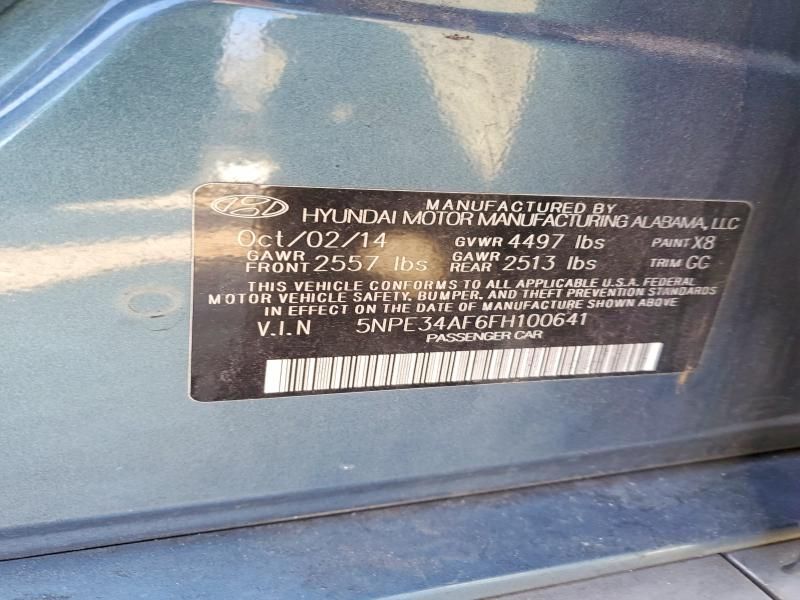 MANUFACTURED BY
HYUNDAI MOTOR MANUFACTURING ALABAMA, LLC
Oct/02/14 GVWR 4497 lbs PAINT X8
GAWR FRONT 2557 lbs GAWR REAR 2513 lbs TRIM GC
THIS VEHICLE CONFORMS TO ALL APPLICABLE U.S.A. FEDERAL
MOTOR VEHICLE SAFETY, BUMPER, AND THEFT PREVENTION STANDARDS
IN EFFECT ON THE DATE OF MANUFACTURE SHOWN ABOVE.
V.I.N 5NPE34AF6FH100641
PASSENGER CAR